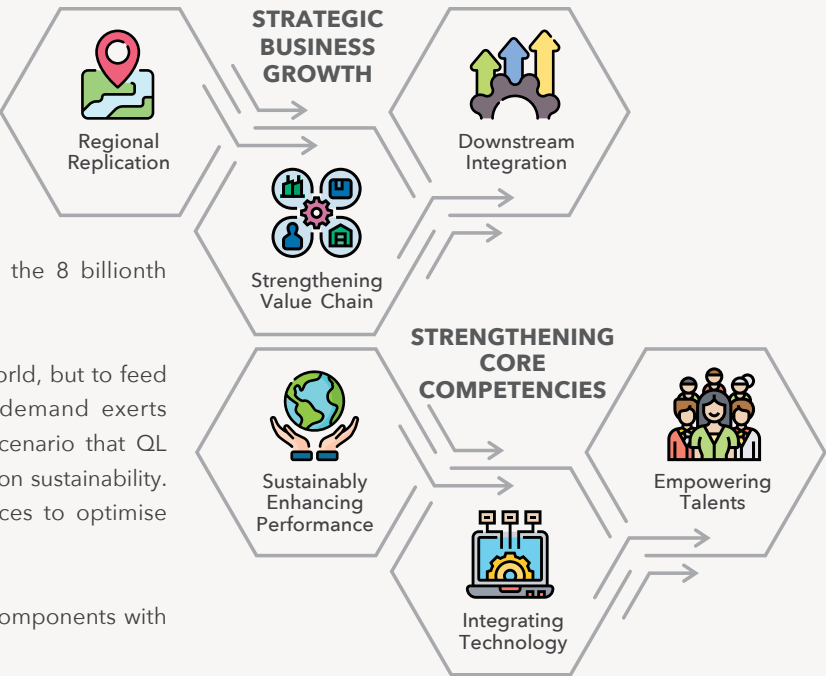 STRATEGIC
BUSINESS
GROWTH
Regional
Replication
Downstream
Integration
Strengthening
Value Chain
the 8 billionth
STRENGTHENING
CORE
COMPETENCIES
orld, but to feed
demand exerts
cenario that QL
on sustainability.
ces to optimise
omponents with
Sustainably
Enhancing
Performance
Empowering
Talents
Integrating
Technology